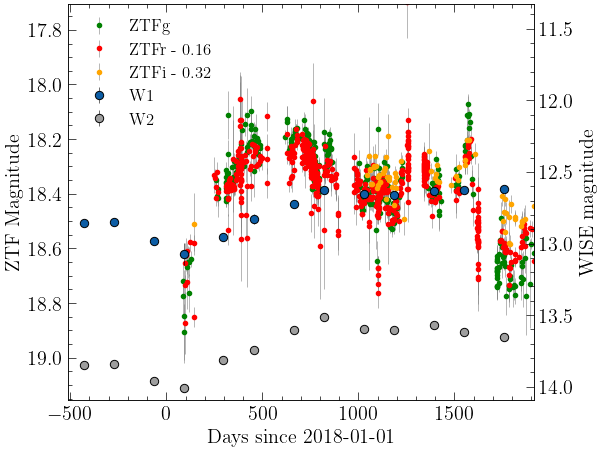 ZTFg
ZTFr - 0.16
ZTFi - 0.32
W1
W2
17.8
18.0
18.2
18.4
18.6
18.8
19.0
ZTF Magnitude
11.5
12.0
12.5
13.0
13.5
14.0
WISE magnitude
−500
0
500
1000
1500
Days since 2018-01-01